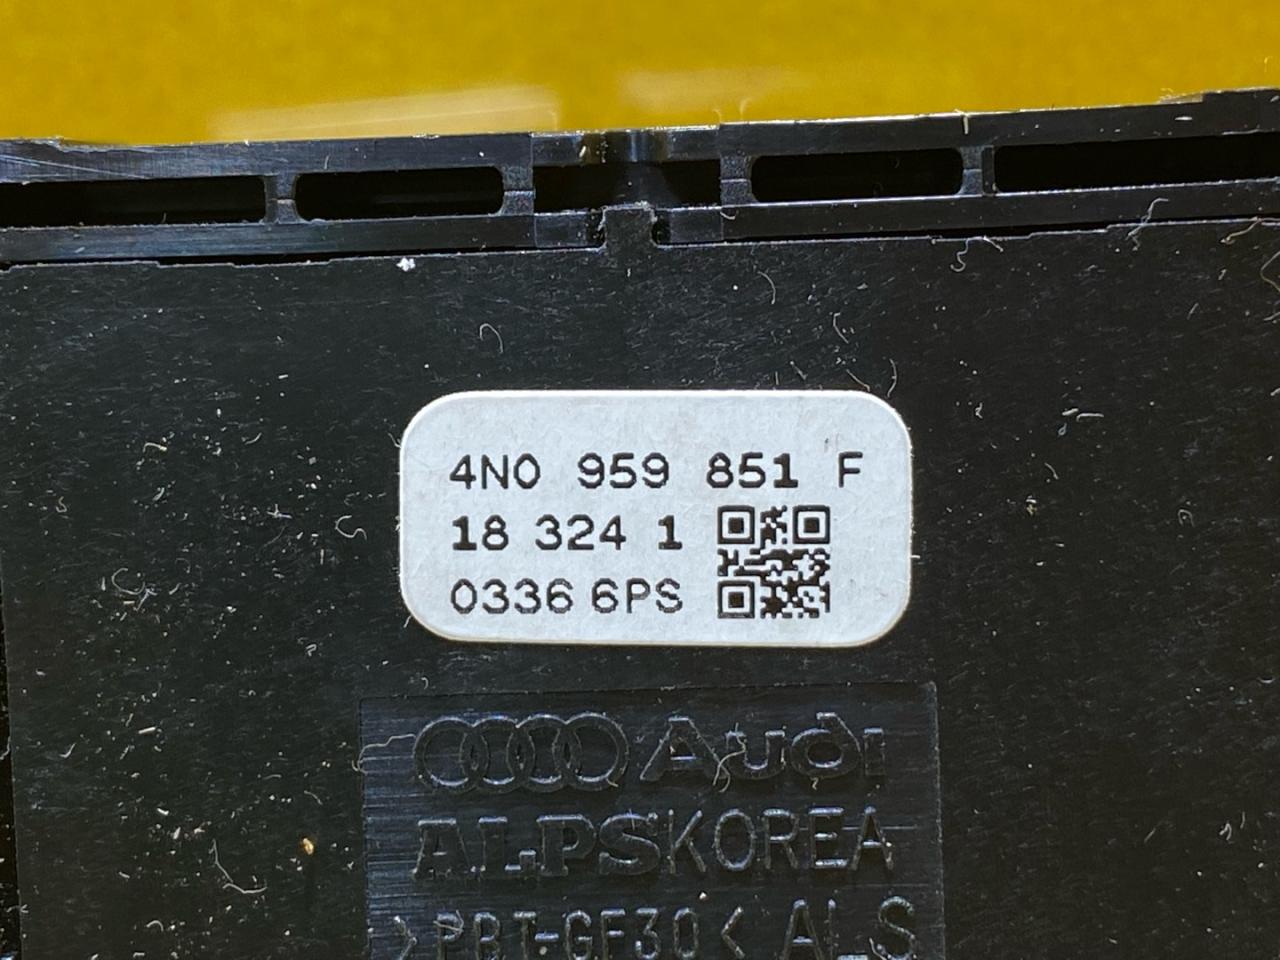 4N0 959 851 F
18 324 1
0336 6PS
Audi
ALPSKOREA
>PBT-GF30< ALS